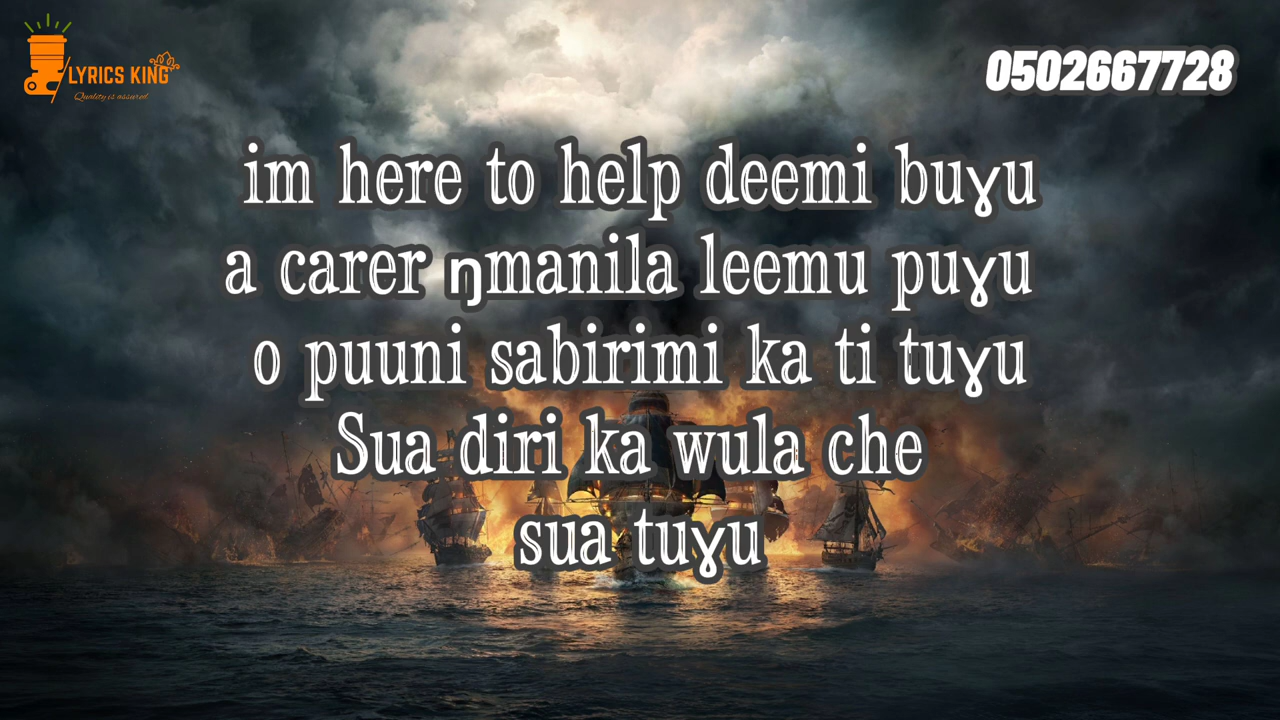 LYRICS KING
Quality is assured
0502667728
im here to help deemi buɣu
a carer ŋmanila leemu puɣu
o puuni sabirimi ka ti tuɣu
Sua diri ka wula che
sua tuɣu